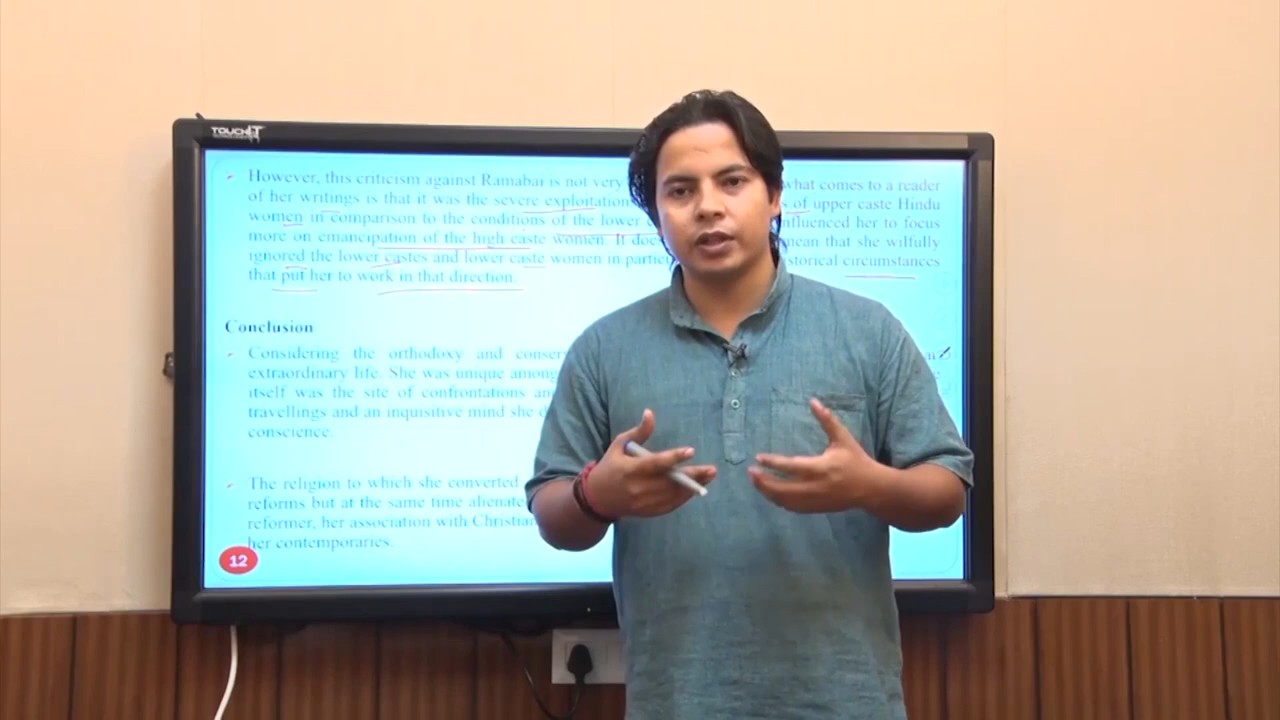 TOUCHIT
However, this criticism against Ramabai is not very what comes to a reader
of her writings is that it was the severe exploitation of upper caste Hindu
women in comparison to the conditions of the lower influenced her to focus
more on emancipation of the high caste women. It does mean that she wilfully
ignored the lower castes and lower caste women in circumstances
that put her to work in that direction.
Conclusion
Considering the orthodoxy and
extraordinary life. She was unique among
itself was the site of confrontations
travellings and an inquisitive mind she
conscience.
The religion to which she converted
reforms but at the same time
reformer, her association with
her contemporaries.
12